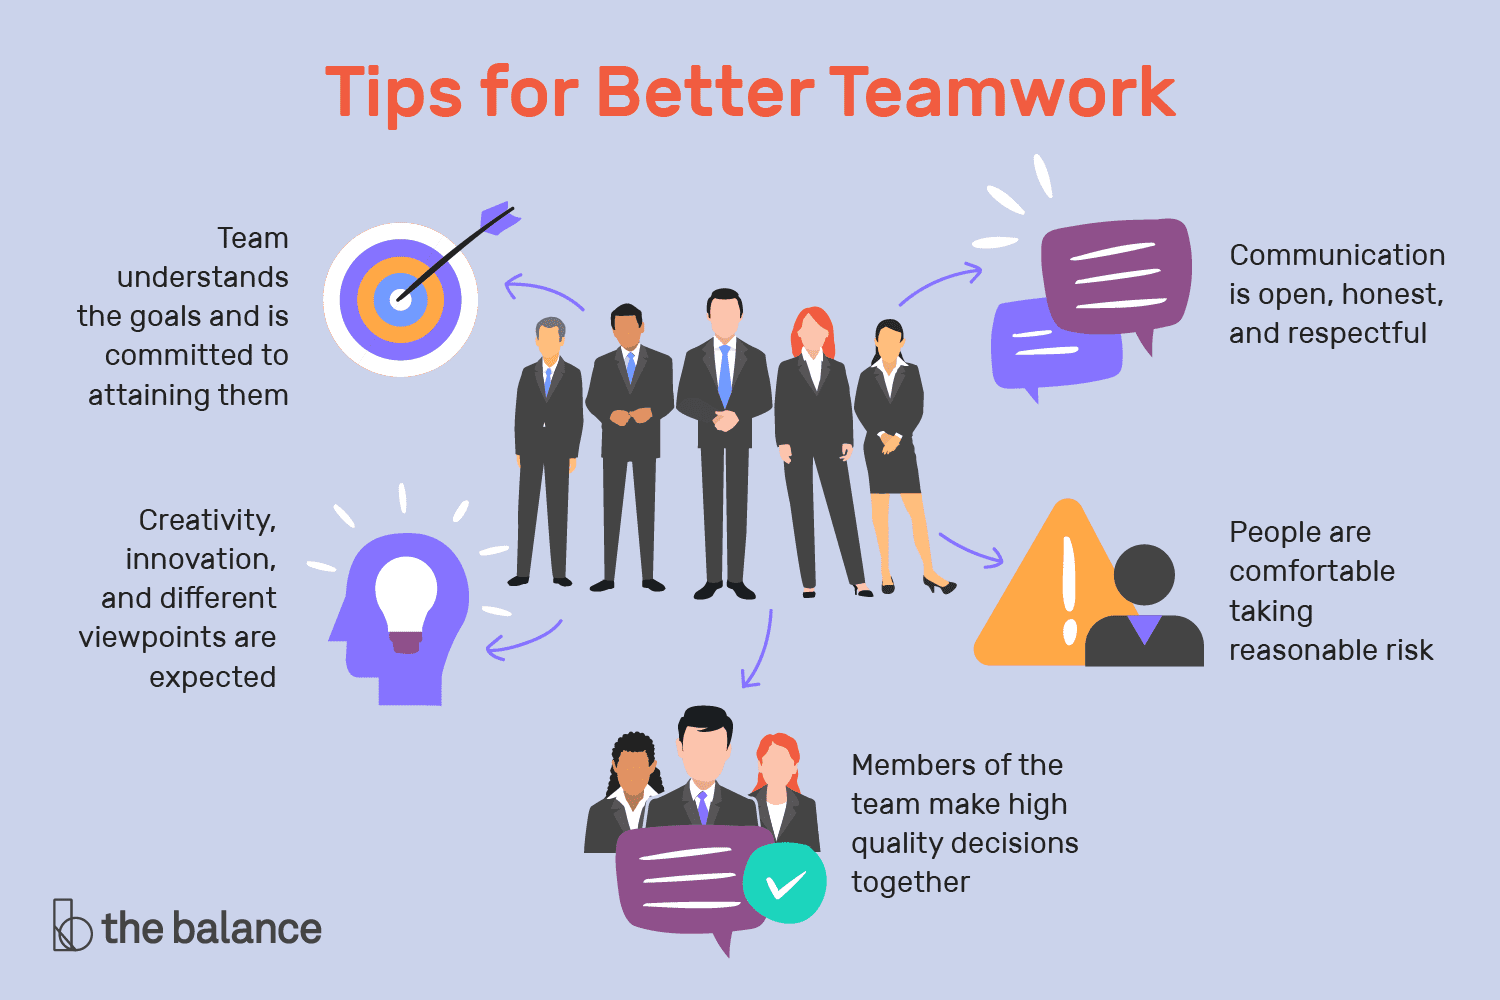 Tips for Better Teamwork
Team
understands
the goals and is
committed to
attaining them
Communication
is open, honest,
and respectful
Creativity,
innovation,
and different
viewpoints are
expected
People are
comfortable
taking
reasonable risk
Members of the
team make high
quality decisions
together
the balance